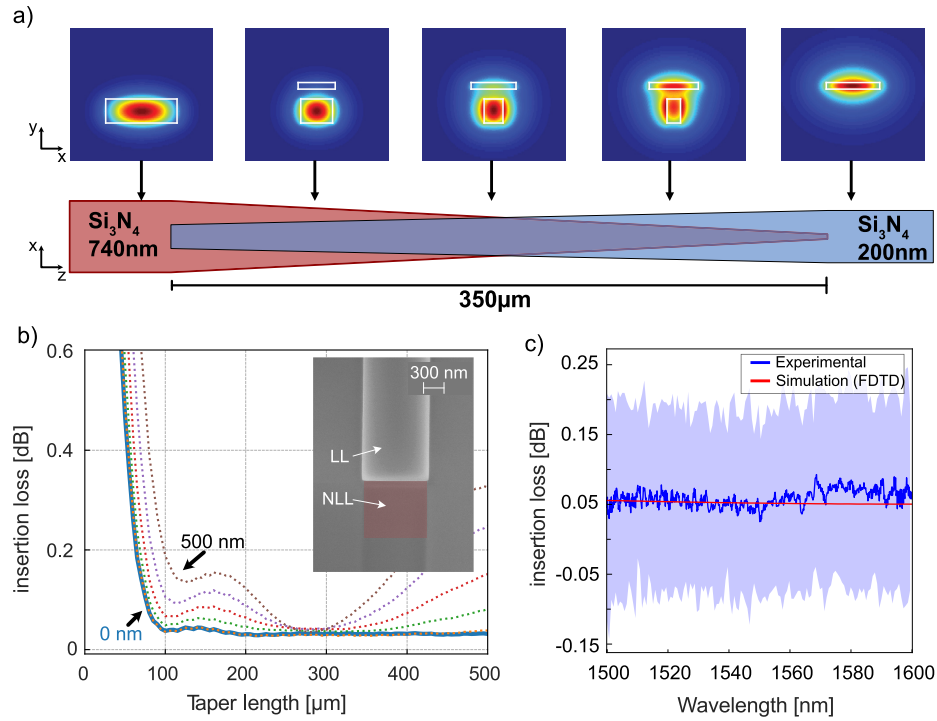 a)
y
x
Si₃N₄
740nm
Si₃N₄
200nm
x
z
350μm
b)
0.6
0.4
0.2
0
insertion loss [dB]
500 nm
0 nm
300 nm
LL
NLL
0 100 200 300 400 500
Taper length [μm]
c)
0.25
0.15
0.05
-0.05
-0.15
insertion loss [dB]
Experimental
Simulation (FDTD)
1500 1520 1540 1560 1580 1600
Wavelength [nm]